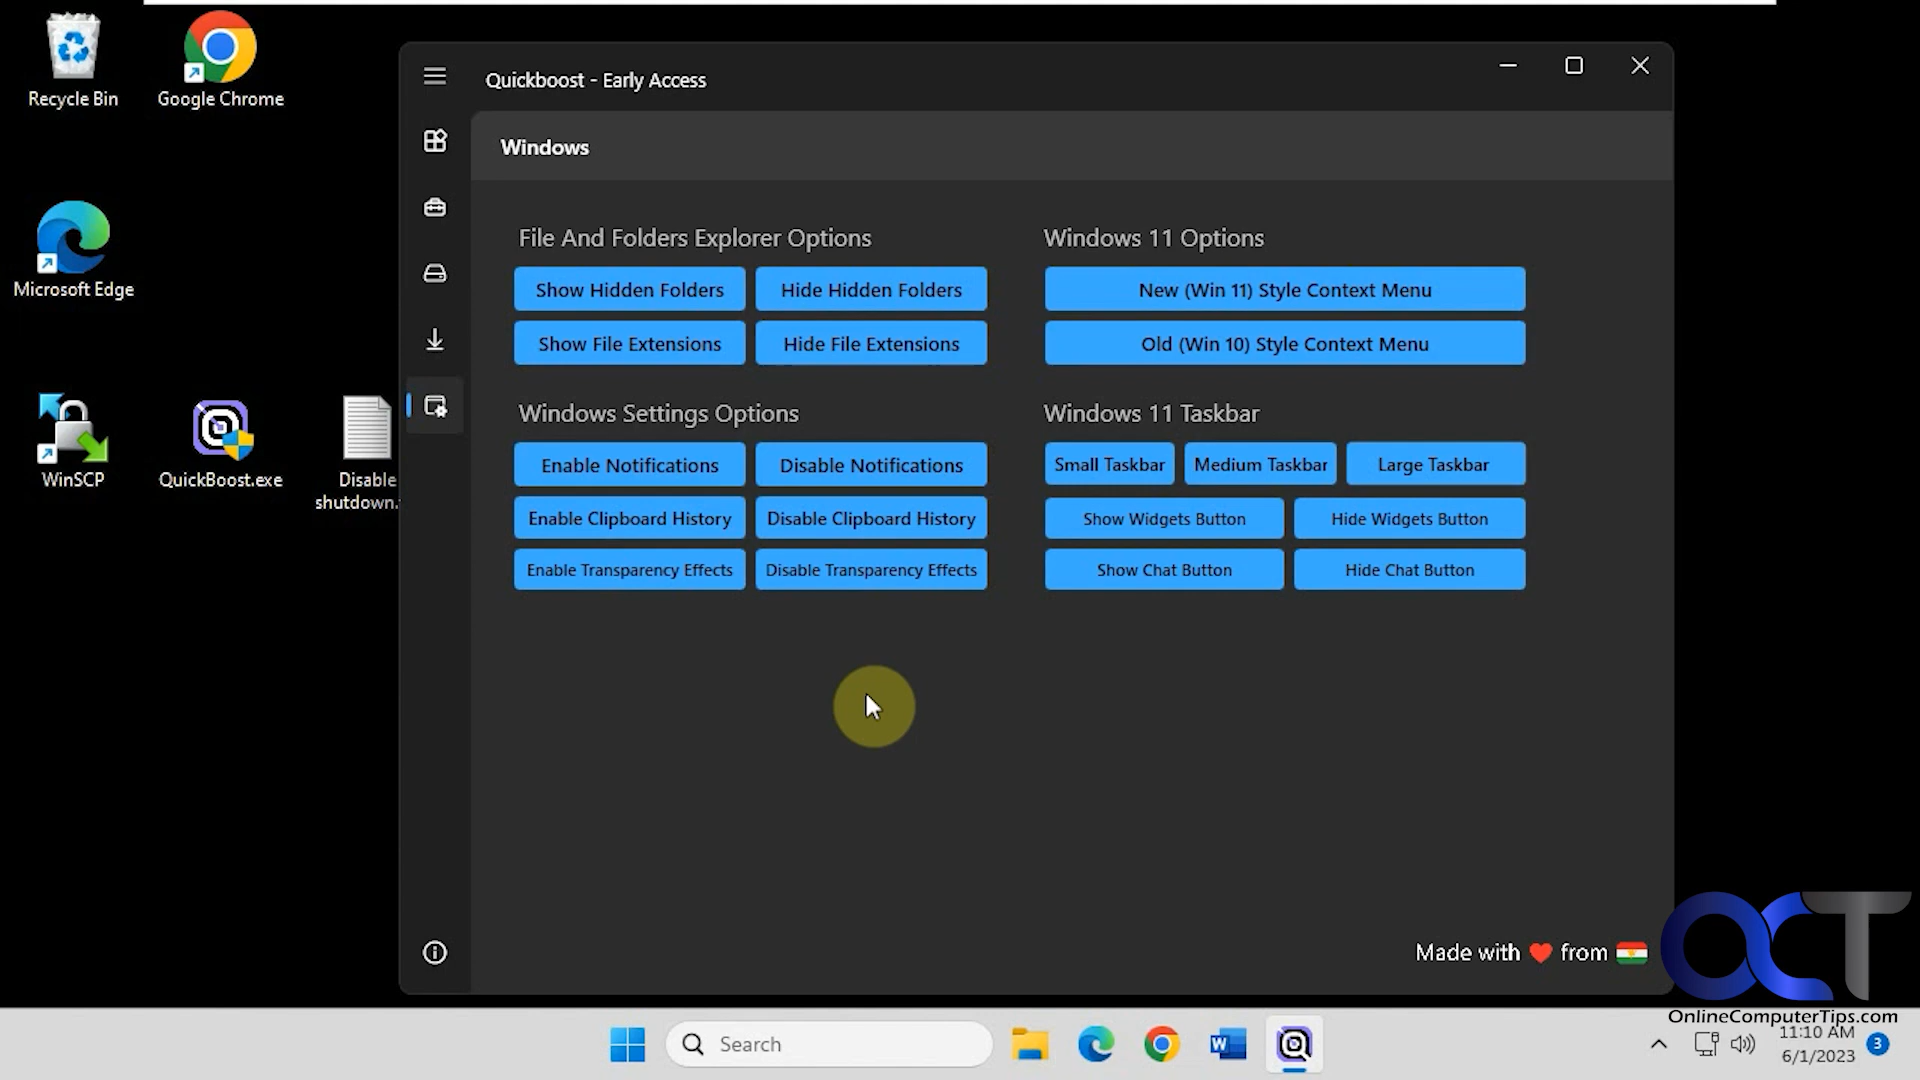 Recycle Bin
Google Chrome
Microsoft Edge
WinSCP
QuickBoost.exe
Disable
shutdown.
Quickboost - Early Access
Windows
File And Folders Explorer Options
Show Hidden Folders
Hide Hidden Folders
Show File Extensions
Hide File Extensions
Windows Settings Options
Enable Notifications
Disable Notifications
Enable Clipboard History
Disable Clipboard History
Enable Transparency Effects
Disable Transparency Effects
Windows 11 Options
New (Win 11) Style Context Menu
Old (Win 10) Style Context Menu
Windows 11 Taskbar
Small Taskbar
Medium Taskbar
Large Taskbar
Show Widgets Button
Hide Widgets Button
Show Chat Button
Hide Chat Button
Made with ❤️ from
OCT
OnlineComputerTips.com
Search
W
11:10 AM
6/1/2023
3